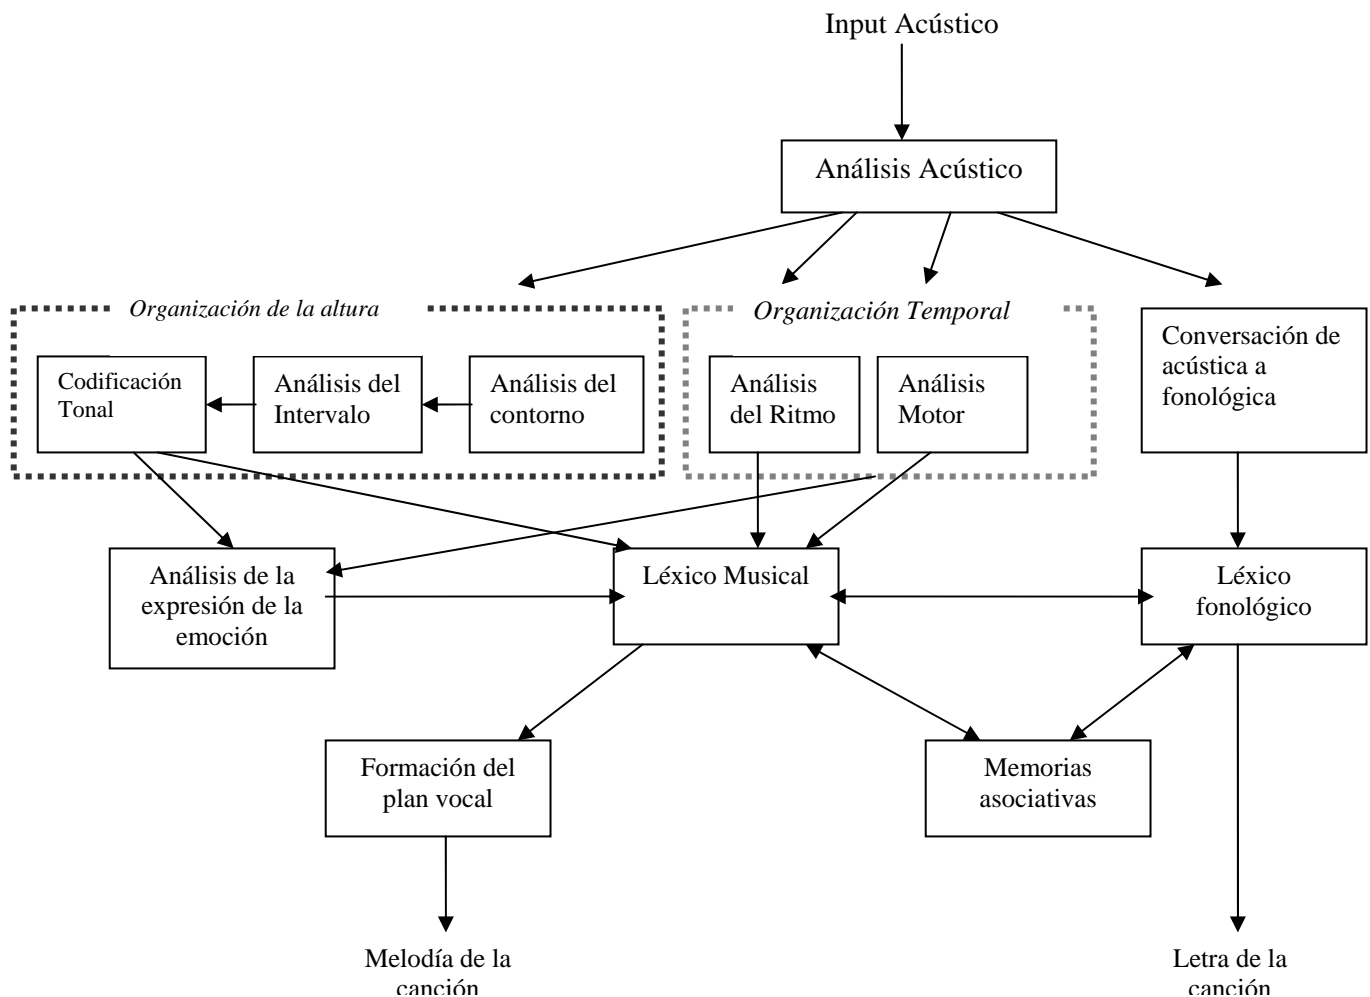 Input Acústico
Análisis Acústico
Organización de la altura
Organización Temporal
Conversación de
acústica a
fonológica
Codificación
Tonal
Análisis del
Intervalo
Análisis del
contorno
Análisis
del Ritmo
Análisis
Motor
Análisis de la
expresión de la
emoción
Léxico Musical
Léxico
fonológico
Formación del
plan vocal
Memorias
asociativas
Melodía de la
canción
Letra de la
canción